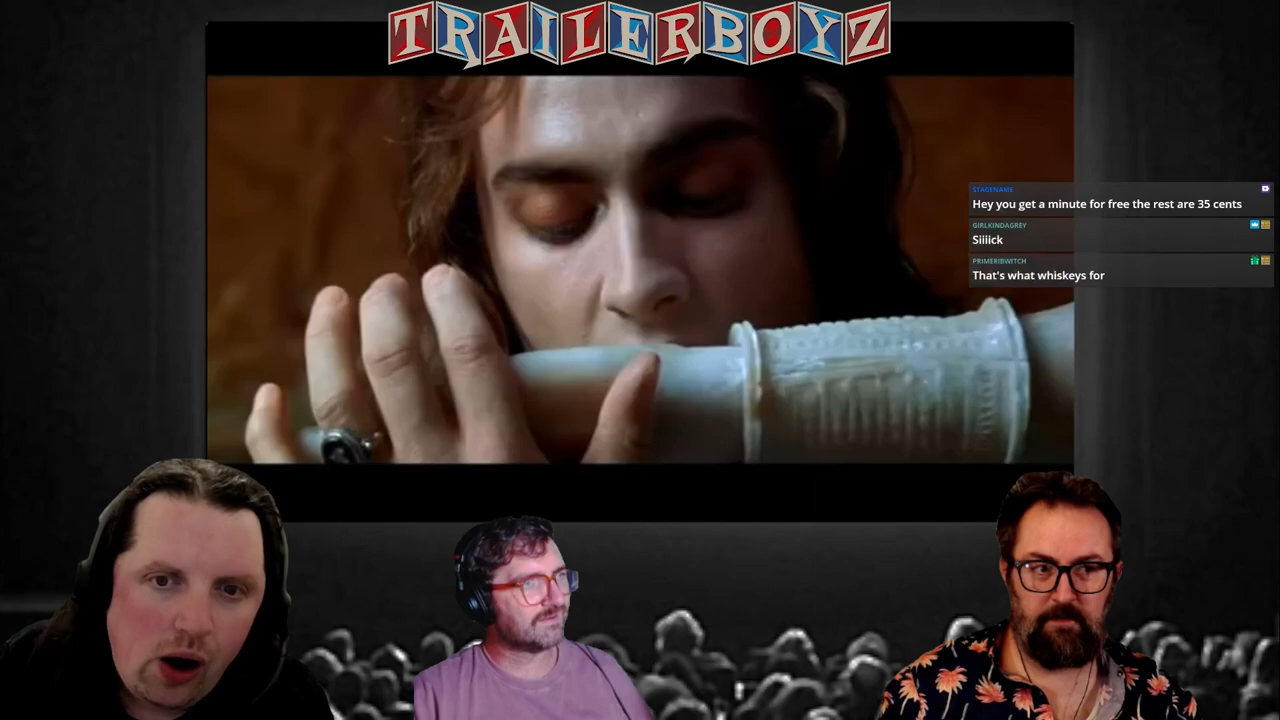 TRAILERBOYZ
STAGENAME
Hey you get a minute for free the rest are 35 cents
GIRLKINDAGREY
Siiiick
PRIMERIBWITCH
That's what whiskeys for